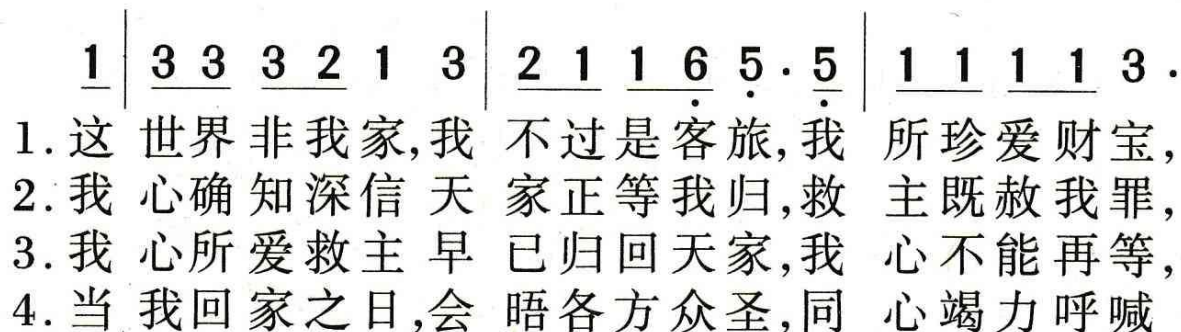 1 | 3 3 3 2 1 3 | 2 1 1 6 5 · 5 | 1 1 1 1 3 ·
1. 这 世界非我家,我 不过是客旅,我 所珍爱财宝,
2. 我 心确知深信 天 家正等我归,救 主既赦我罪,
3. 我 心所爱救主 早 已归回天家,我 心不能再等,
4. 当 我回家之日,会 晤各方众圣,同 心竭力呼喊